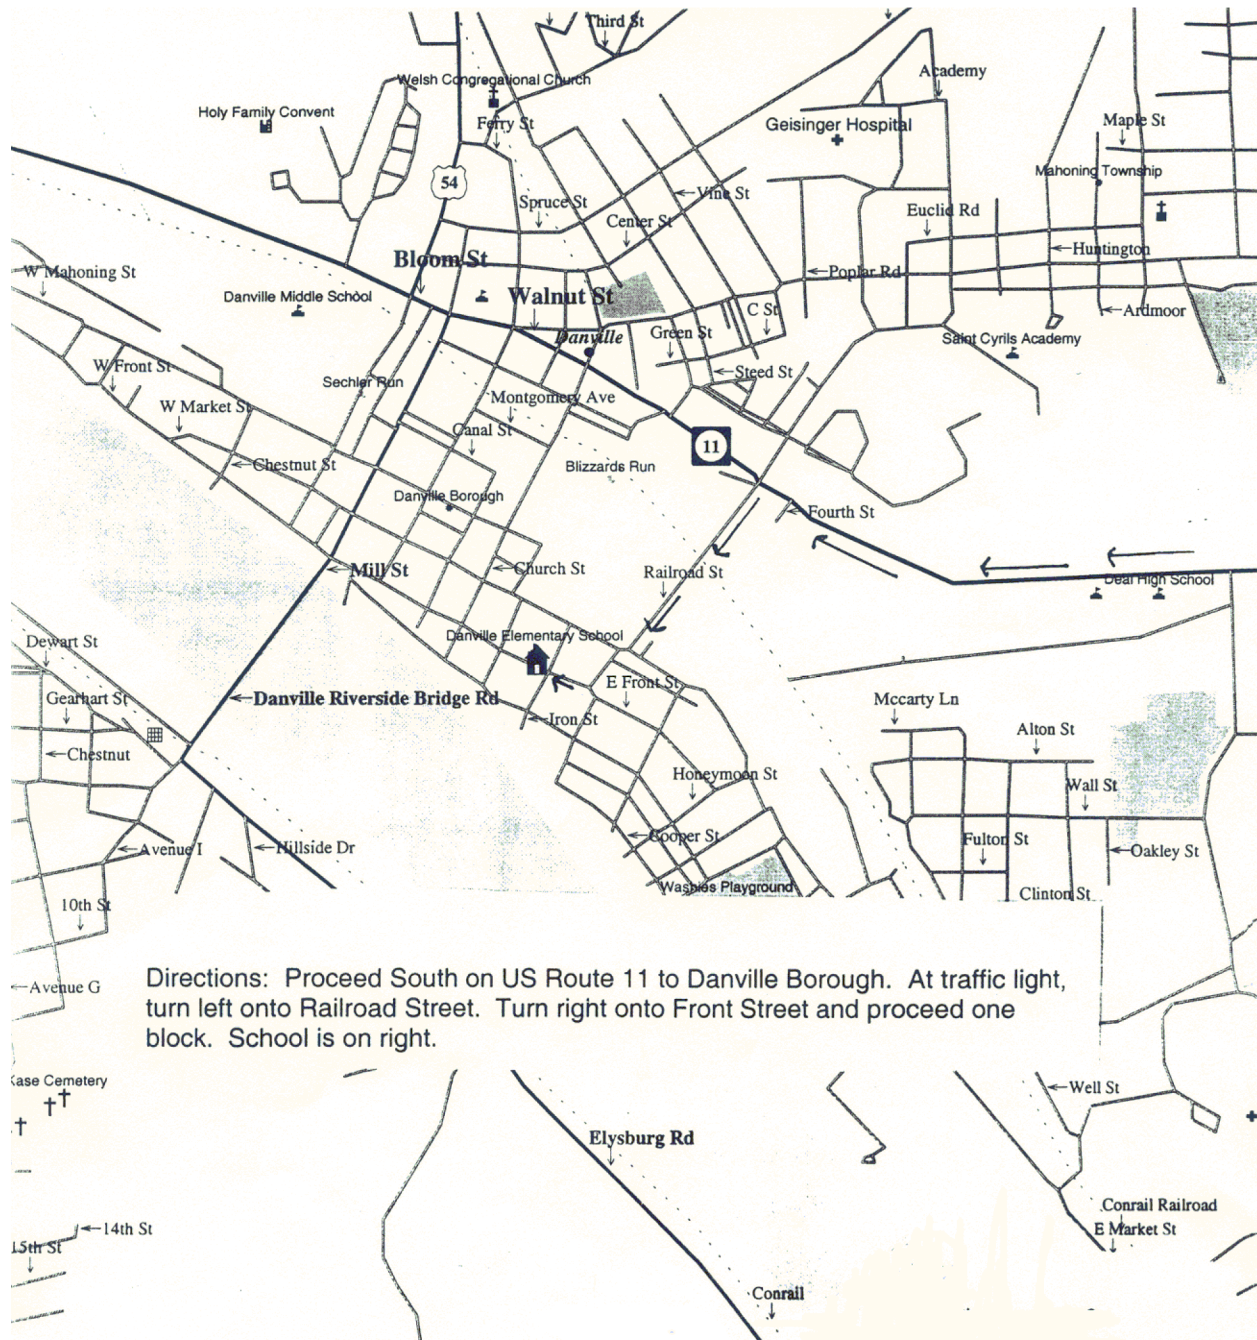 Third St
Welsh Congregational Church
Academy
Holy Family Convent
Ferry St
Geisinger Hospital
Maple St
54
Mahoning Township
Vine St
Spruce St
Center St
Euclid Rd
Huntington
Bloom St
W Mahoning St
Poplar Rd
Danville Middle School
Walnut St
C St
Ardmoor
Danville
Green St
Saint Cyrils Academy
W Front St
Steed St
Sechler Run
Montgomery Ave
W Market St
Canal St
11
Chestnut St
Blizzards Run
Danville Borough
Fourth St
Mill St
Church St
Railroad St
Deal High School
Danville Elementary School
Dewart St
E Front St
Gearhart St
Danville Riverside Bridge Rd
Mccarty Ln
Iron St
Alton St
Chestnut
Honeymoon St
Wall St
Cooper St
Fulton St
Avenue I
Hillside Dr
Oakley St
Washies Playground
Clinton St
10th St
Directions: Proceed South on US Route 11 to Danville Borough. At traffic light,
Avenue G
turn left onto Railroad Street. Turn right onto Front Street and proceed one
block. School is on right.
Kase Cemetery
Well St
Elysburg Rd
Conrail Railroad
14th St
E Market St
15th St
Conrail